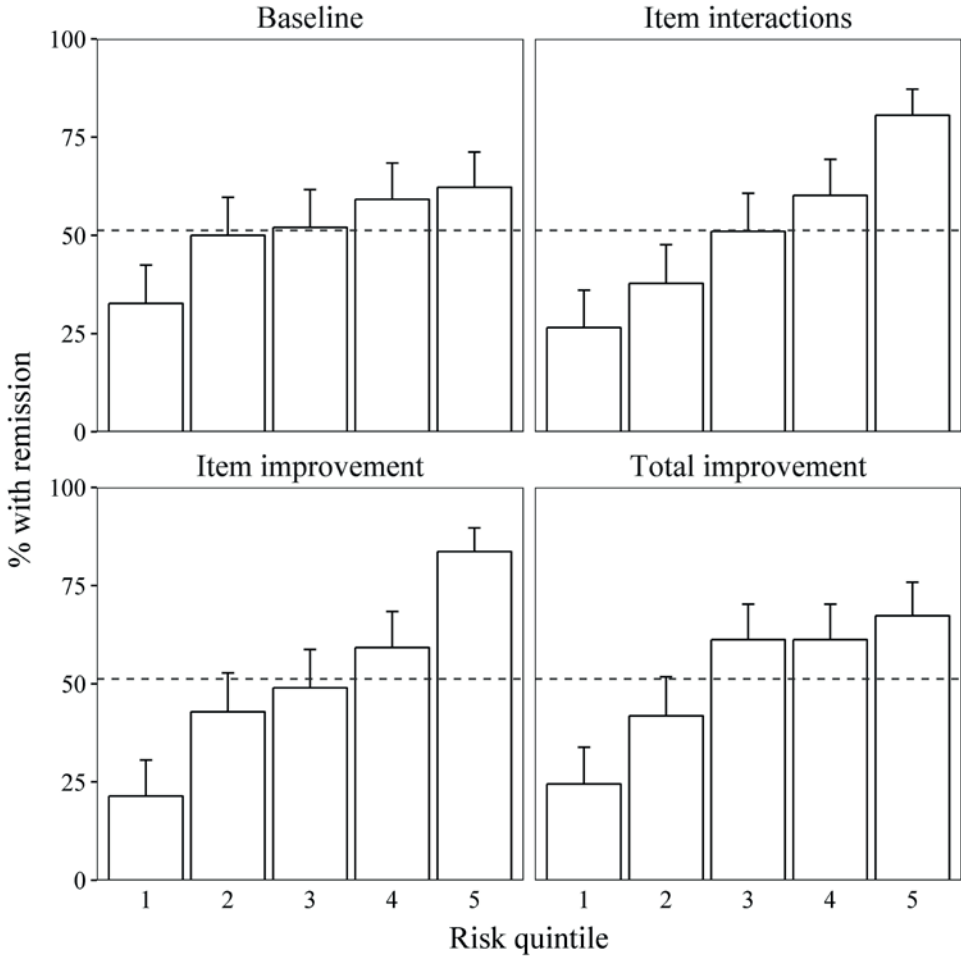 Baseline
Item interactions
100
75
50
25
0
% with remission
Item improvement
Total improvement
100
75
50
25
0
1 2 3 4 5
1 2 3 4 5
Risk quintile